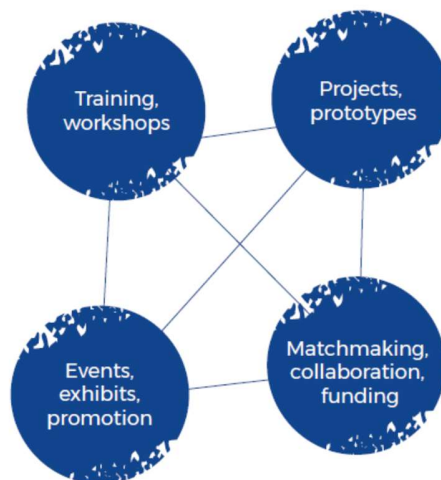 Training,
workshops
Projects,
prototypes
Events,
exhibits,
promotion
Matchmaking,
collaboration,
funding